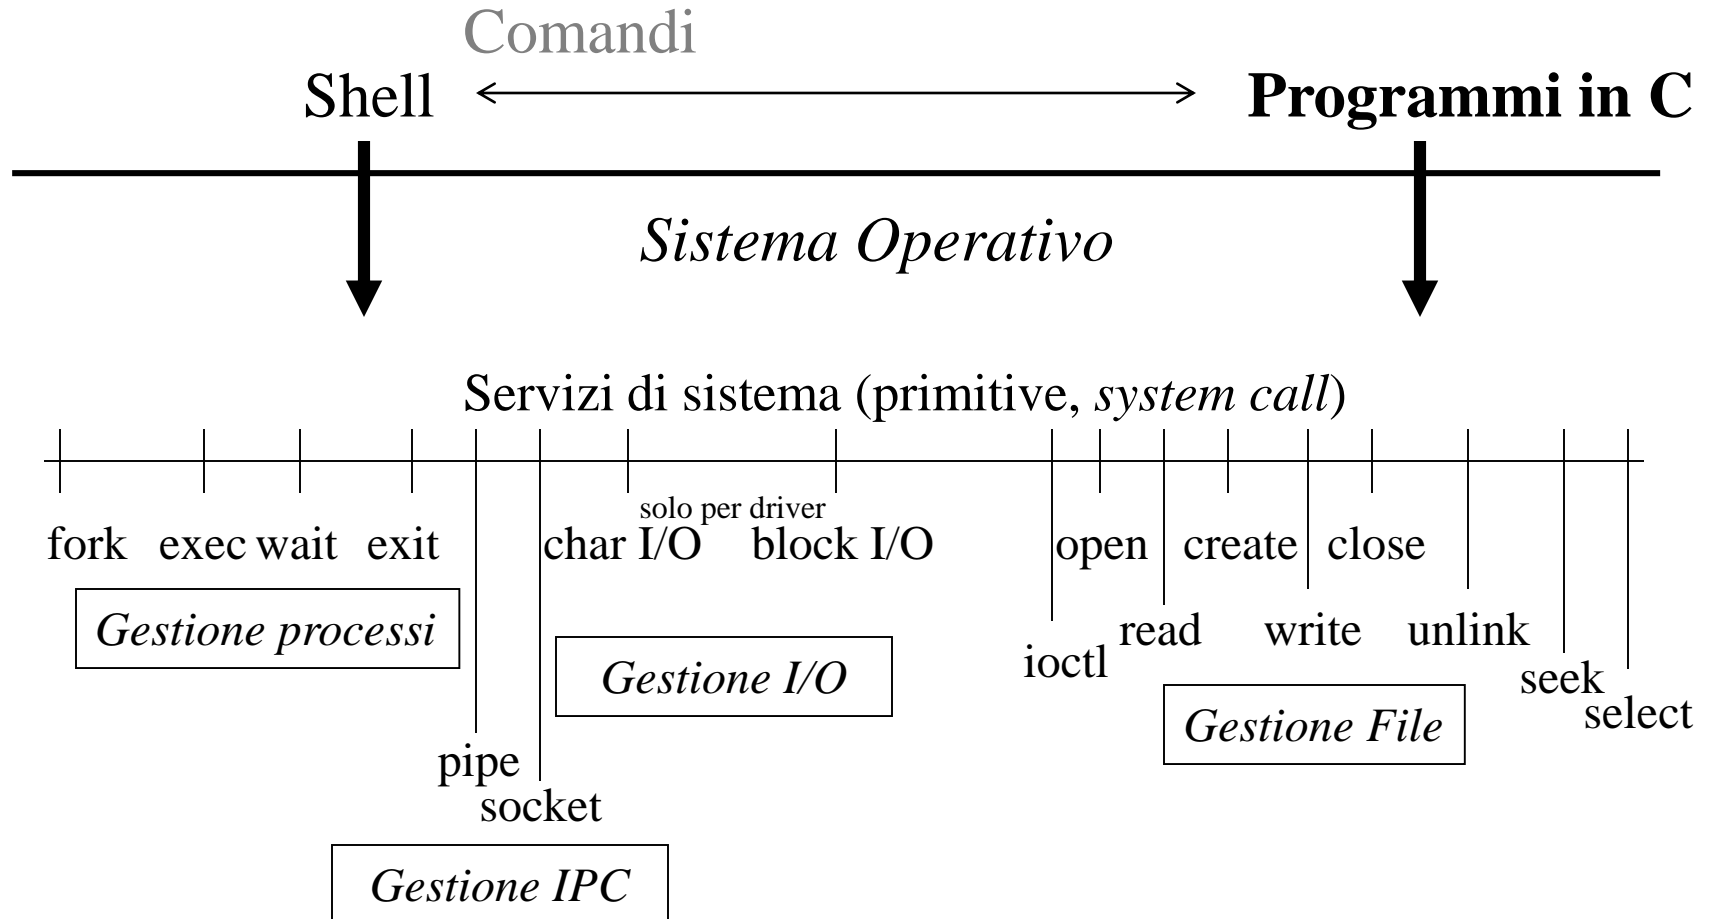 Comandi
Shell
Programmi in C
Sistema Operativo
Servizi di sistema (primitive, system call)
solo per driver
fork exec wait exit char I/O block I/O open create close
Gestione processi
read write unlink
ioctl
Gestione I/O
seek
select
Gestione File
pipe
socket
Gestione IPC